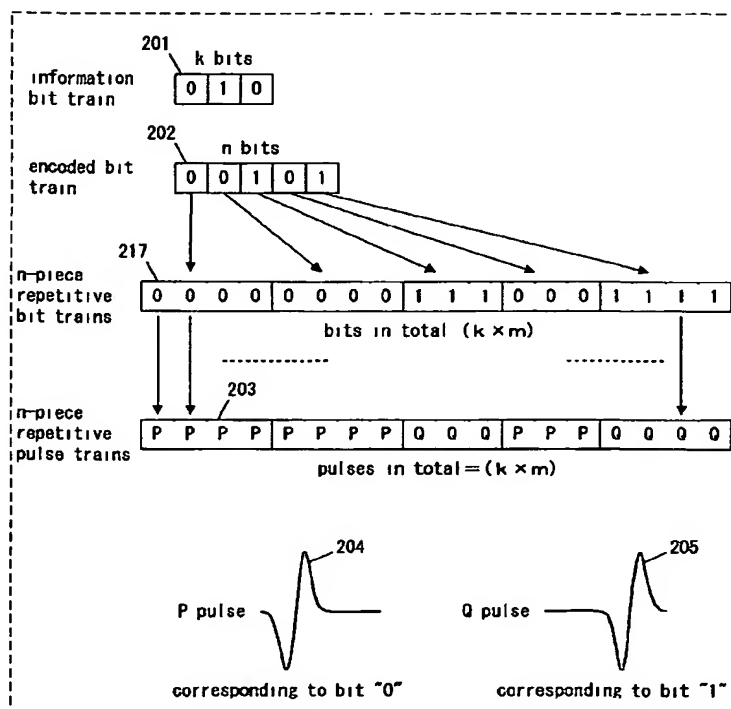 201
k bits
information
bit train
0 1 0
202
n bits
encoded bit
train
0 0 1 0 1
217
n-piece
repetitive
bit trains
0 0 0 0 0 0 0 0 1 1 1 0 0 0 1 1 1 1
bits in total (k × m)
203
n-piece
repetitive
pulse trains
P P P P P P P P Q Q Q P P P Q Q Q Q
pulses in total=(k × m)
204
205
P pulse
Q pulse
corresponding to bit "0"
corresponding to bit "1"